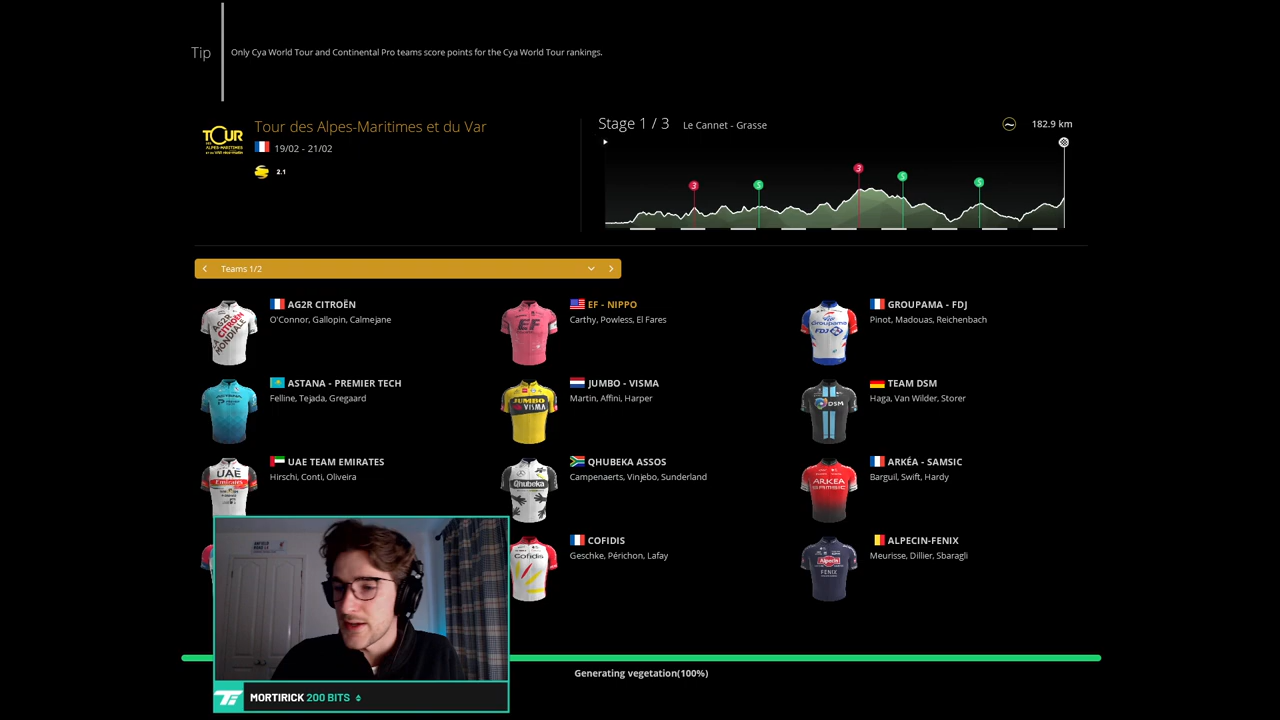 Tip
Only Cya World Tour and Continental Pro teams score points for the Cya World Tour rankings.
Tour des Alpes-Maritimes et du Var
19/02 - 21/02
2.1
TOUR
Stage 1 / 3 Le Cannet - Grasse
182.9 km
3 S 3 S S
Teams 1/2
AG2R CITROËN
O'Connor, Gallopin, Calmejane
EF - NIPPO
Carthy, Powless, El Fares
GROUPAMA - FDJ
Pinot, Madouas, Reichenbach
ASTANA - PREMIER TECH
Felline, Tejada, Gregaard
JUMBO - VISMA
Martin, Affini, Harper
TEAM DSM
Haga, Van Wilder, Storer
UAE TEAM EMIRATES
Hirschi, Conti, Oliveira
QHUBEKA ASSOS
Campenaerts, Vinjebo, Sunderland
ARKÉA - SAMSIC
Barguil, Swift, Hardy
COFIDIS
Geschke, Périchon, Lafay
ALPECIN-FENIX
Meurisse, Dillier, Sbaragli
Generating vegetation(100%)
MORTIRICK 200 BITS